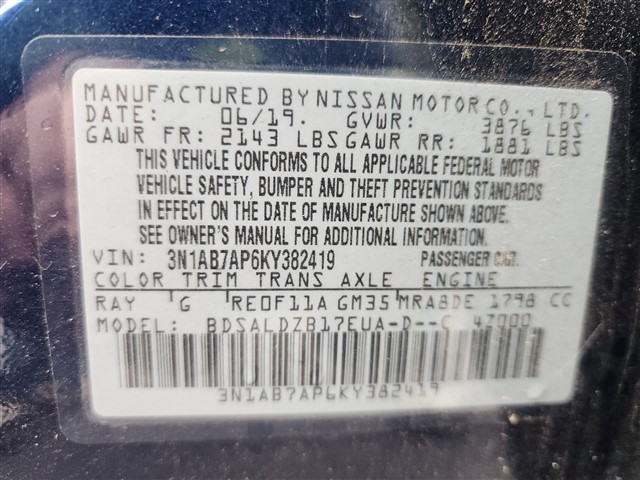 MANUFACTURED BY NISSAN MOTOR CO., LTD.
DATE: 06/19. GVWR: 3876 LBS
GAWR FR: 2143 LBS GAWR RR: 1881 LBS
THIS VEHICLE CONFORMS TO ALL APPLICABLE FEDERAL MOTOR
VEHICLE SAFETY, BUMPER AND THEFT PREVENTION STANDARDS
IN EFFECT ON THE DATE OF MANUFACTURE SHOWN ABOVE.
SEE OWNER'S MANUAL FOR ADDITIONAL INFORMATION.
VIN: 3N1AB7AP6KY382419 PASSENGER CAR.
COLOR TRIM TRANS AXLE ENGINE
RAY G RE0F11A GM35 MRA8DE 1798 CC
MODEL: BDSALDZB17EUA-D--C 42000
3N1AB7AP6KY382419